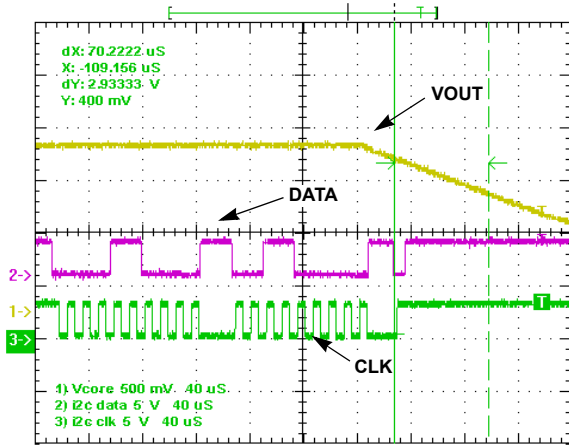 T
dX: 70.2222 uS
X: -109.156 uS
dY: 2.93333 V
Y: 400 mV
VOUT
T
DATA
2->
1->
T
3->
CLK
1) Vcore 500 mV 40 uS
2) i2c data 5 V 40 uS
3) i2c clk 5 V 40 uS